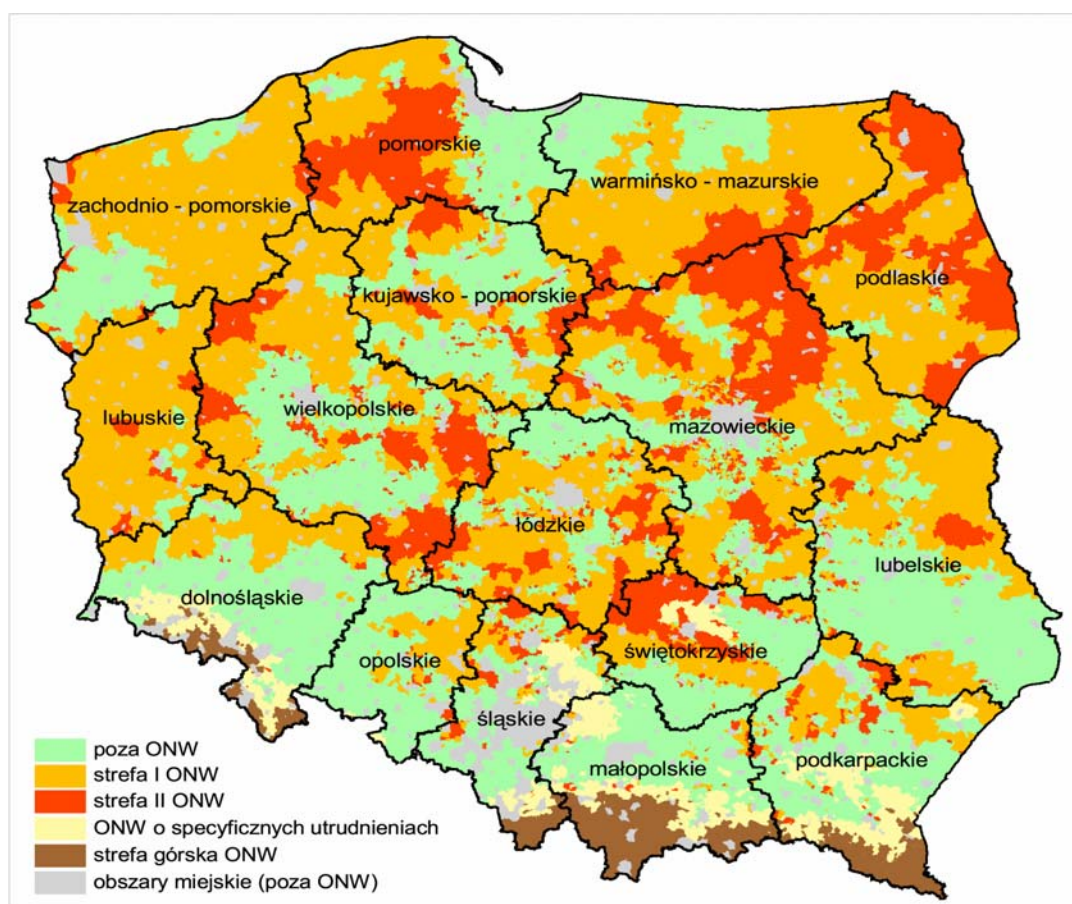 pomorskie
warmińsko - mazurskie
zachodnio - pomorskie
podlaskie
kujawsko - pomorskie
lubuskie
wielkopolskie
mazowieckie
łódzkie
lubelskie
dolnośląskie
opolskie
świętokrzyskie
śląskie
małopolskie
podkarpackie
poza ONW
strefa I ONW
strefa II ONW
ONW o specyficznych utrudnieniach
strefa górska ONW
obszary miejskie (poza ONW)